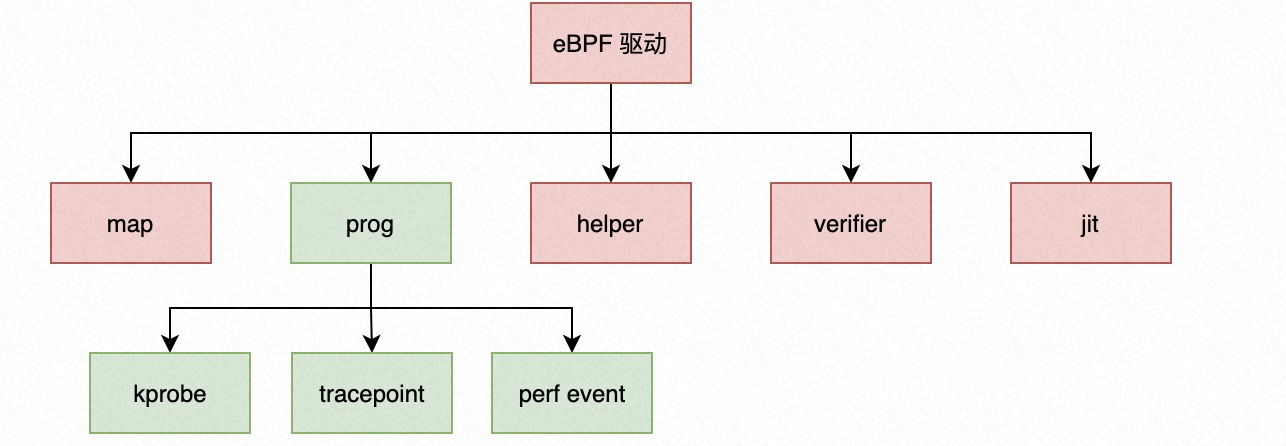 eBPF 驱动
map
prog
helper
verifier
jit
kprobe
tracepoint
perf event